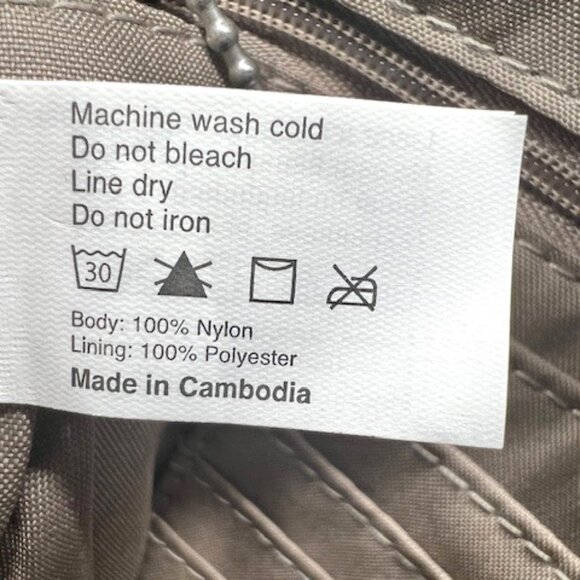 Machine wash cold
Do not bleach
Line dry
Do not iron
30
Body: 100% Nylon
Lining: 100% Polyester
Made in Cambodia